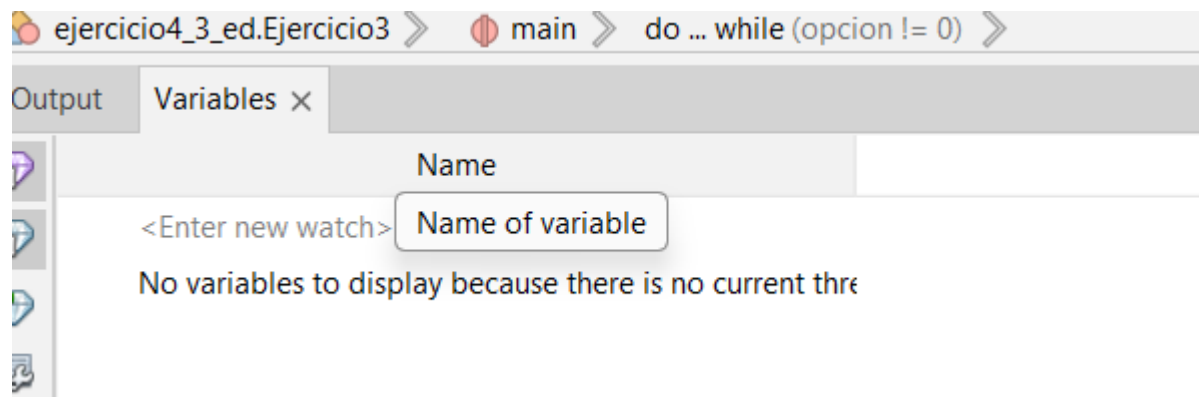 ejercicio4_3_ed.Ejercicio3 main do ... while (opcion != 0)
Output Variables
Name
<Enter new watch> Name of variable
No variables to display because there is no current thre